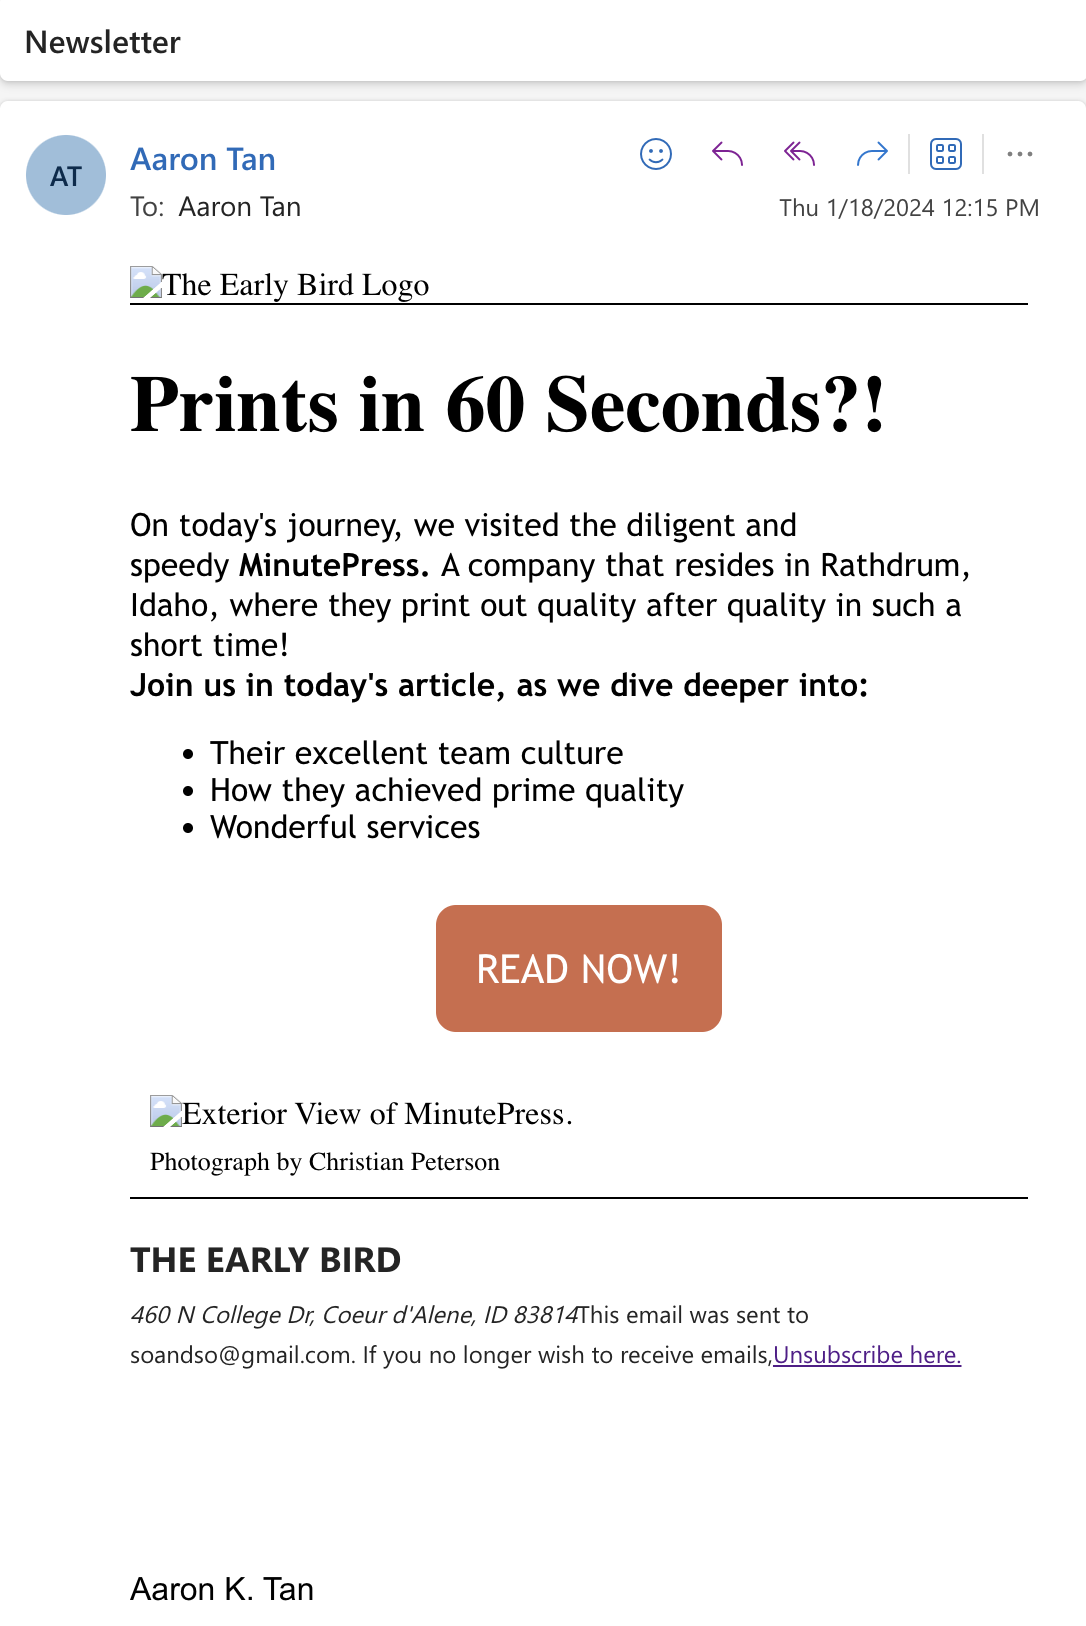 Newsletter
AT
Aaron Tan
To: Aaron Tan
Thu 1/18/2024 12:15 PM
The Early Bird Logo
Prints in 60 Seconds?!
On today's journey, we visited the diligent and
speedy MinutePress. A company that resides in Rathdrum,
Idaho, where they print out quality after quality in such a
short time!
Join us in today's article, as we dive deeper into:
• Their excellent team culture
• How they achieved prime quality
• Wonderful services
READ NOW!
Exterior View of MinutePress.
Photograph by Christian Peterson
THE EARLY BIRD
460 N College Dr, Coeur d'Alene, ID 83814This email was sent to
soandso@gmail.com. If you no longer wish to receive emails,Unsubscribe here.
Aaron K. Tan